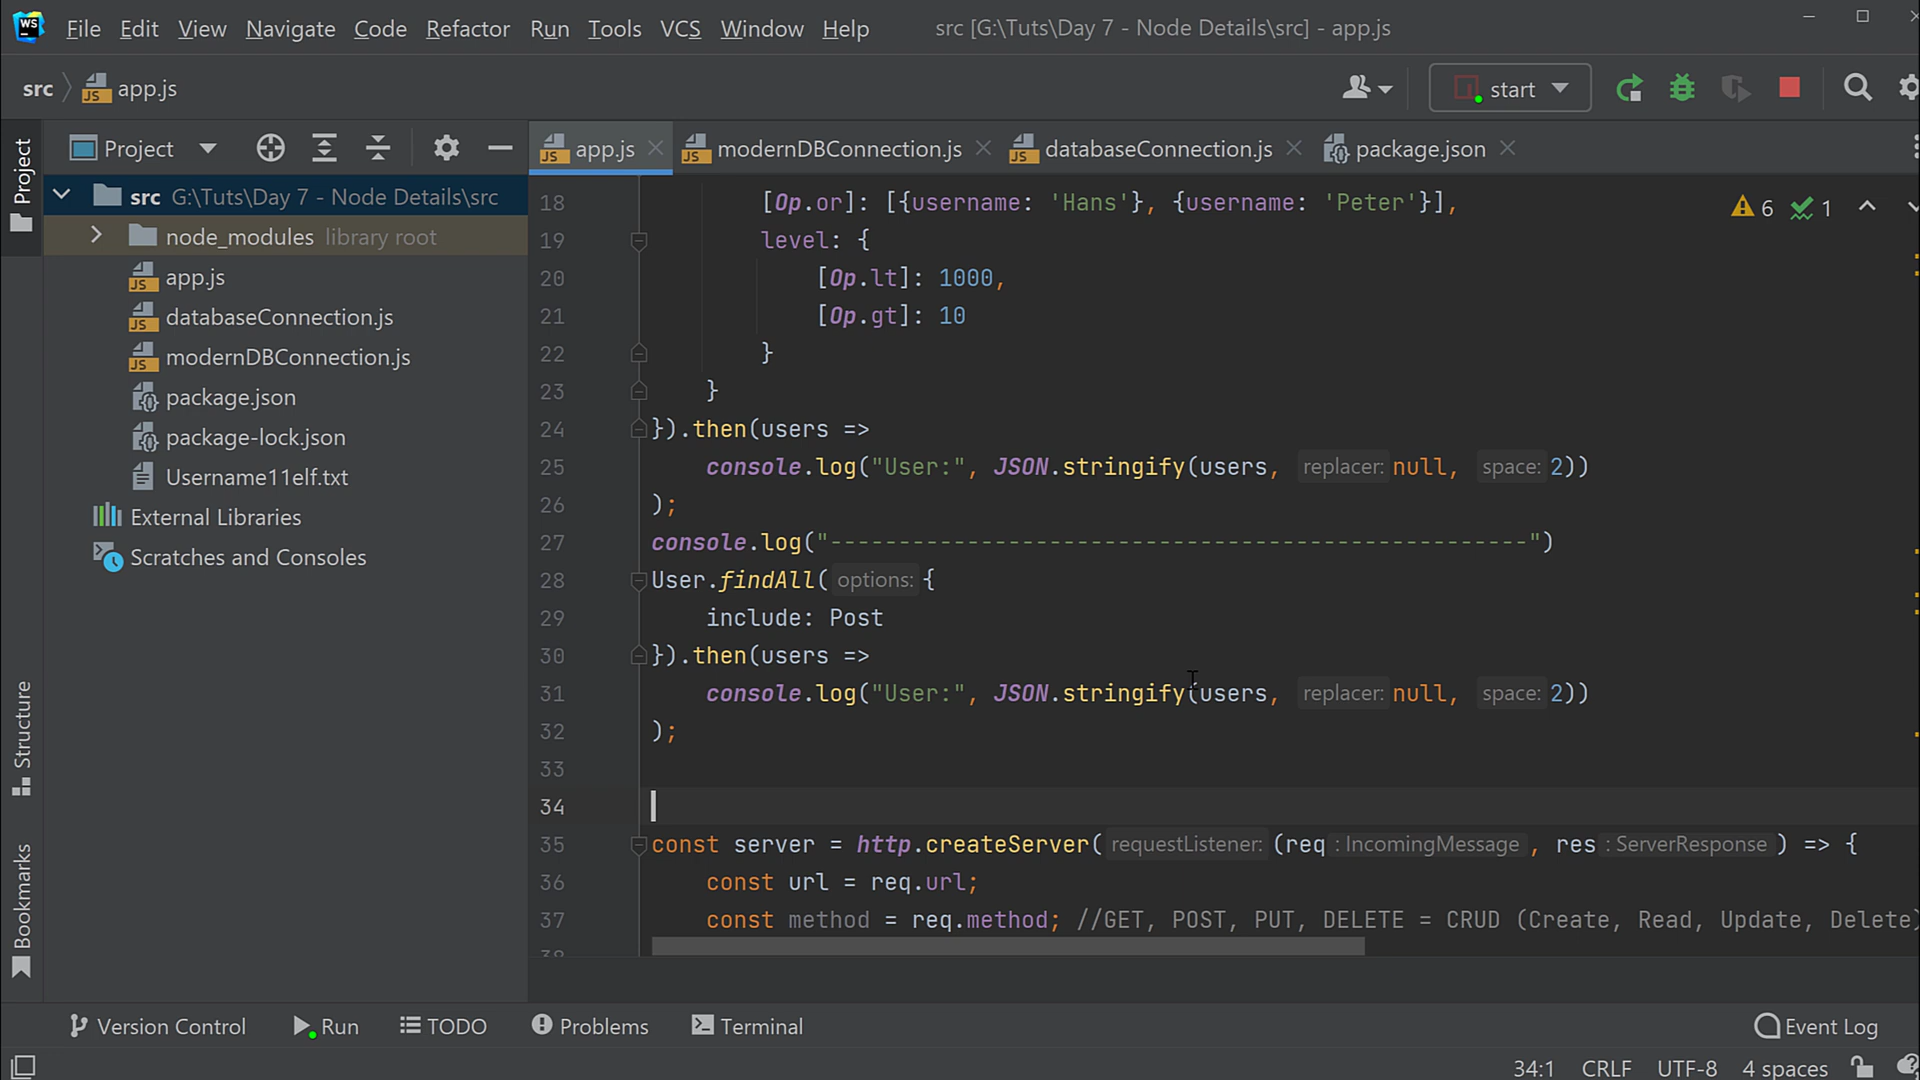 WS File Edit View Navigate Code Refactor Run Tools VCS Window Help src [G:\Tuts\Day 7 - Node Details\src] - app.js
src app.js start
Project app.js modernDBConnection.js databaseConnection.js package.json
Project
src G:\Tuts\Day 7 - Node Details\src
node_modules library root
app.js
databaseConnection.js
modernDBConnection.js
package.json
package-lock.json
Username11elf.txt
External Libraries
Scratches and Consoles
Structure
Bookmarks
6 1
18 [Op.or]: [{username: 'Hans'}, {username: 'Peter'}],
19 level: {
20 [Op.lt]: 1000,
21 [Op.gt]: 10
22 }
23 }
24 }).then(users =>
25 console.log("User:", JSON.stringify(users, replacer: null, space: 2))
26 );
27 console.log("---------------------------------------------------")
28 User.findAll( options: {
29 include: Post
30 }).then(users =>
31 console.log("User:", JSON.stringify(users, replacer: null, space: 2))
32 );
33
34
35 const server = http.createServer( requestListener: (req : IncomingMessage , res : ServerResponse ) => {
36 const url = req.url;
37 const method = req.method; //GET, POST, PUT, DELETE = CRUD (Create, Read, Update, Delete)
38
Version Control Run TODO Problems Terminal Event Log
34:1 CRLF UTF-8 4 spaces